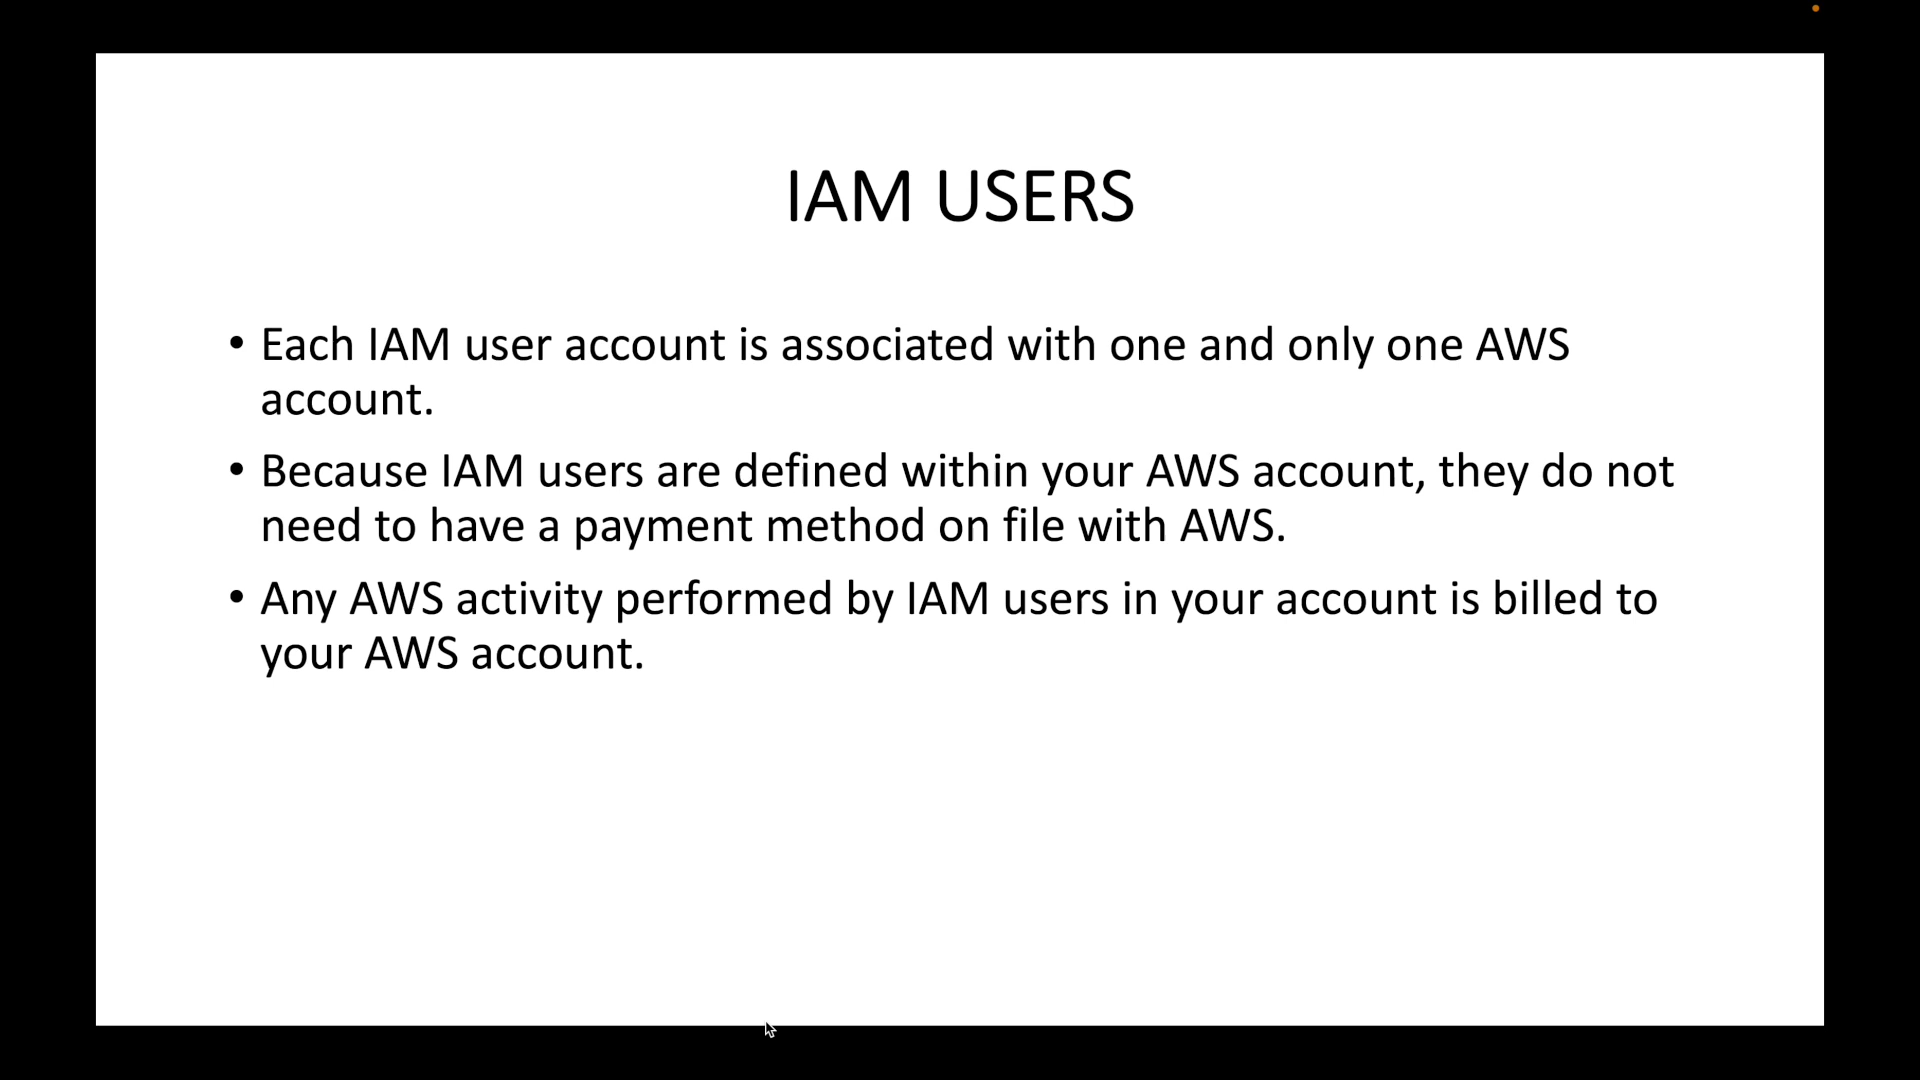 IAM USERS
• Each IAM user account is associated with one and only one AWS
account.
• Because IAM users are defined within your AWS account, they do not
need to have a payment method on file with AWS.
• Any AWS activity performed by IAM users in your account is billed to
your AWS account.